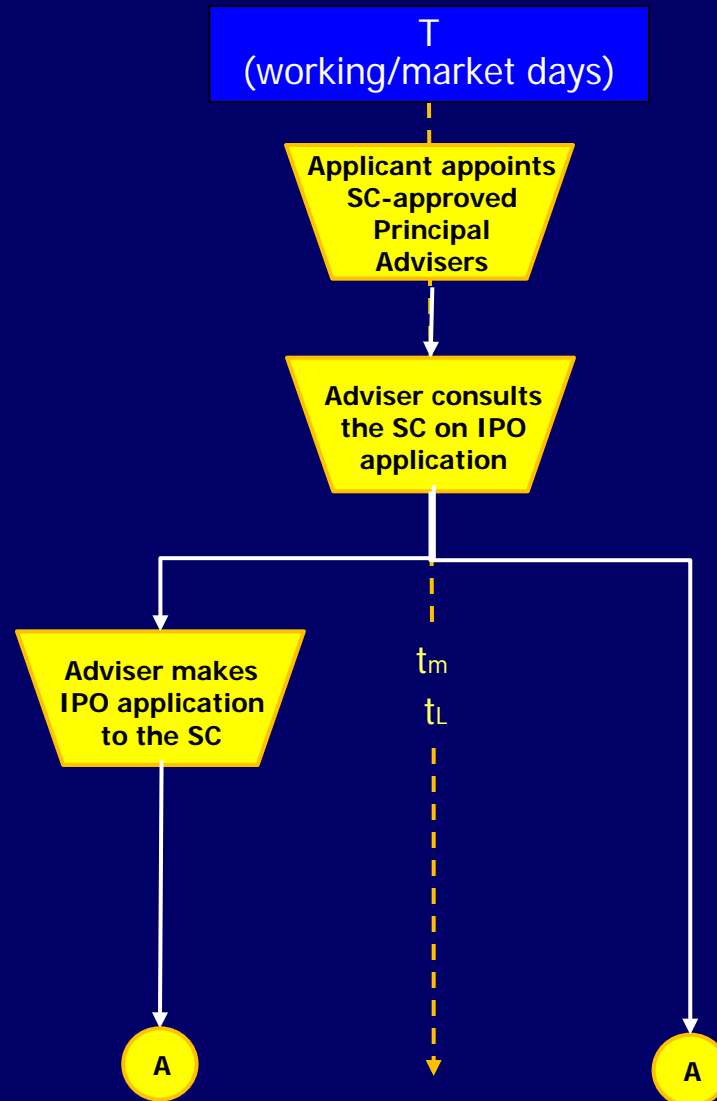 T
(working/market days)
Applicant appoints
SC-approved
Principal
Advisers
Adviser consults
the SC on IPO
application
Adviser makes
IPO application
to the SC
tm
tL
A
A